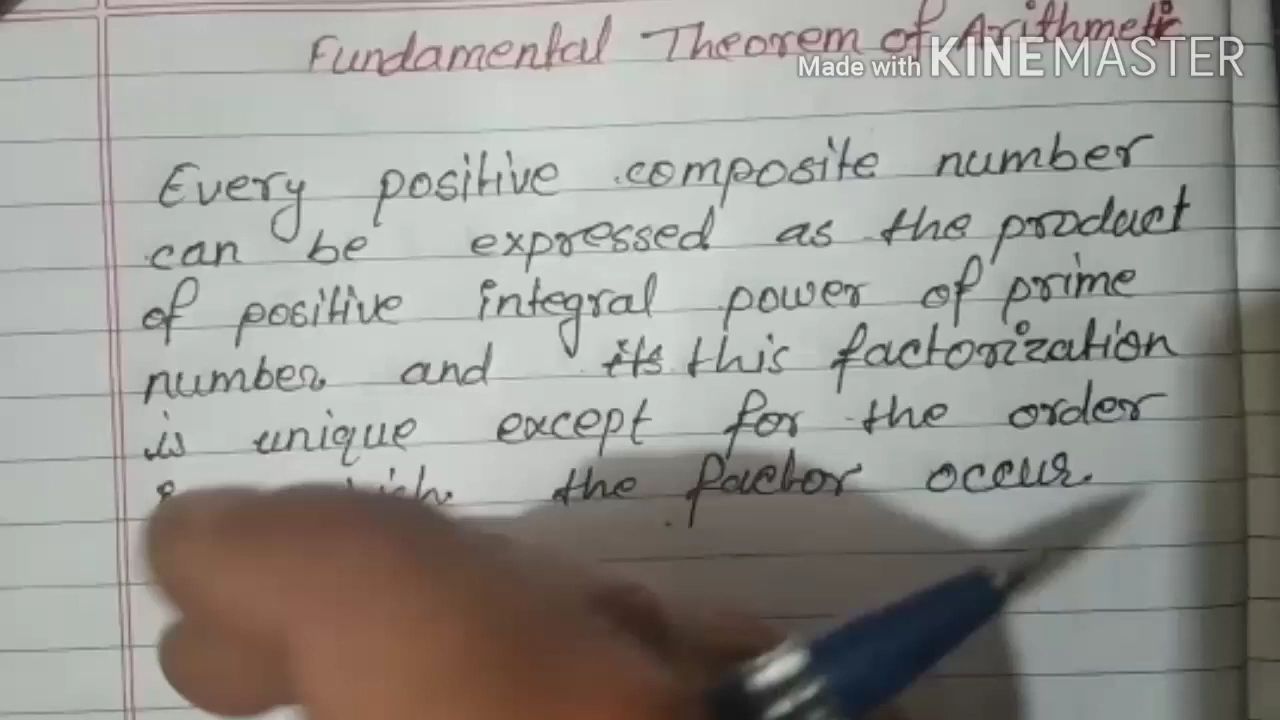 Fundamental Theorem of Arithmetic
Made with KINEMASTER
Every positive composite number
can be expressed as the product
of positive integral power of prime
number and its this factorization
is unique except for the order
which the factor occur.